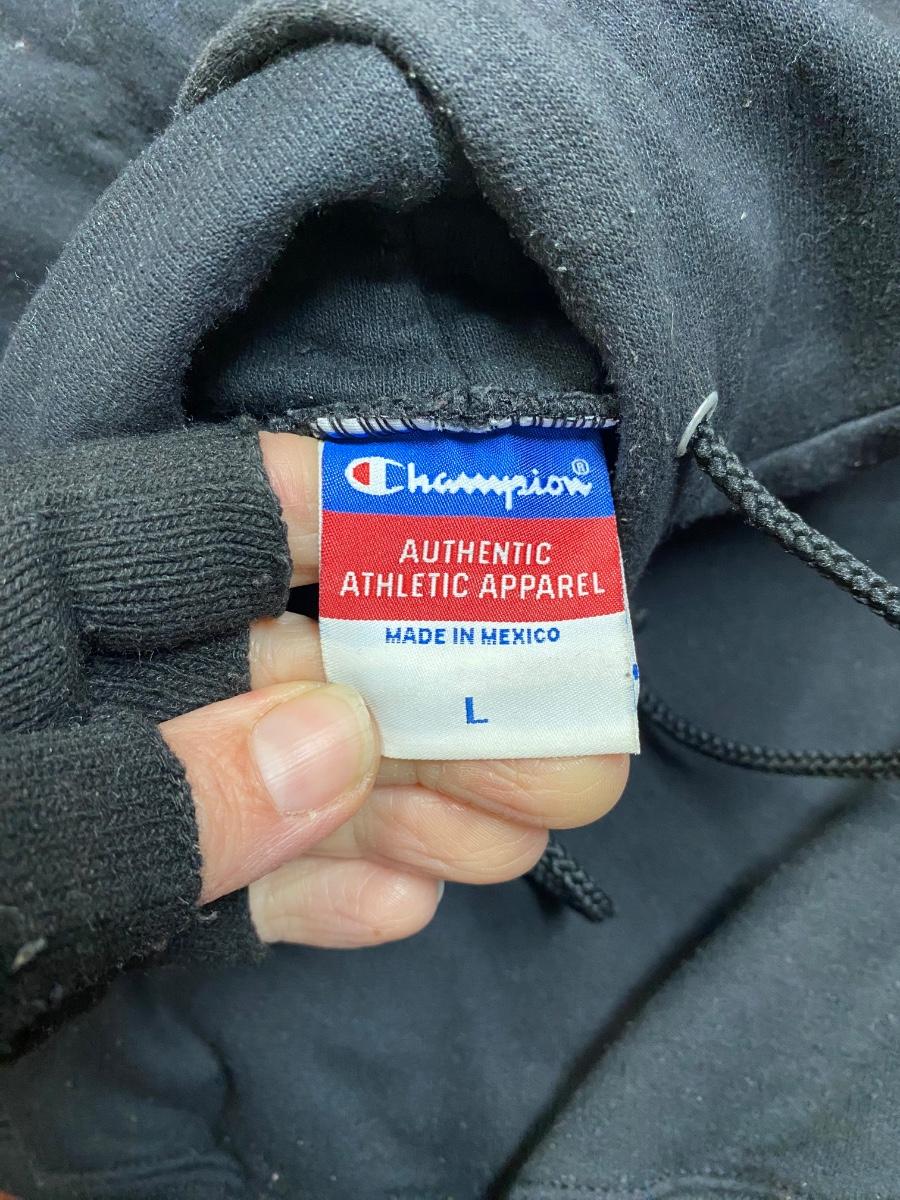 Champion®
AUTHENTIC
ATHLETIC APPAREL
MADE IN MEXICO
L